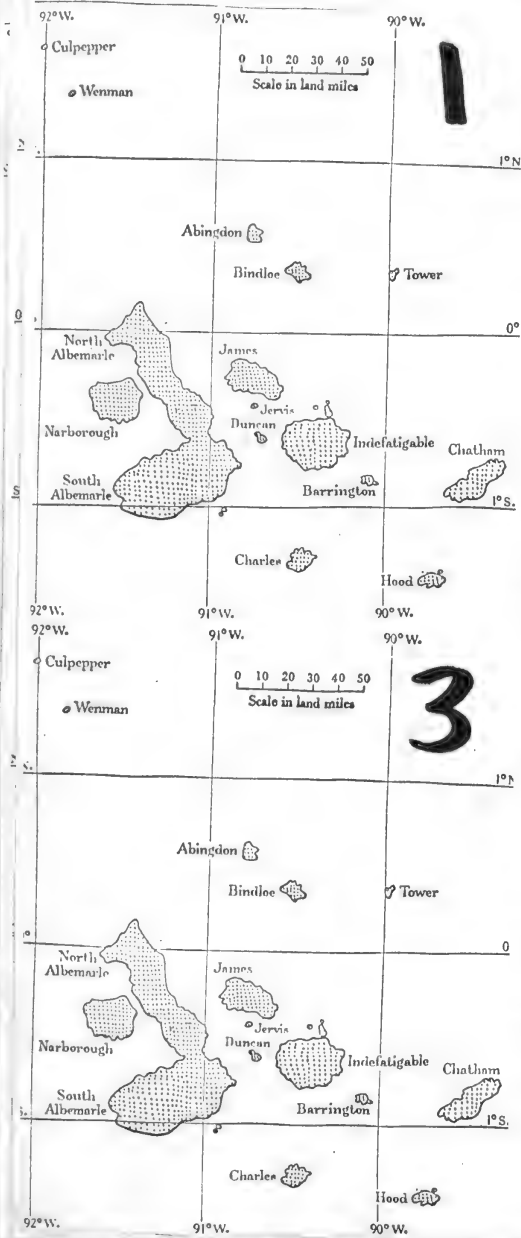 92°W.
91°W.
90°W.
Culpepper
0 10 20 30 40 50
Scale in land miles
1
Wenman
1°N
Abingdon
Bindloe
Tower
0°
North
Albemarle
James
Jervis
Narborough
Duncan
Indefatigable
Chatham
South
Albemarle
Barrington
1°S.
Charles
Hood
92°W.
91°W.
90°W.
92°W.
90°W.
Culpepper
0 10 20 30 40 50
Scale in land miles
3
Wenman
Abingdon
Bindloe
Tower
0
North
Albemarle
James
Jervis
Narborough
Duncan
Indefatigable
Chatham
South
Albemarle
Barrington
1°S.
Charles
Hood
92°W.
91°W.
90°W.